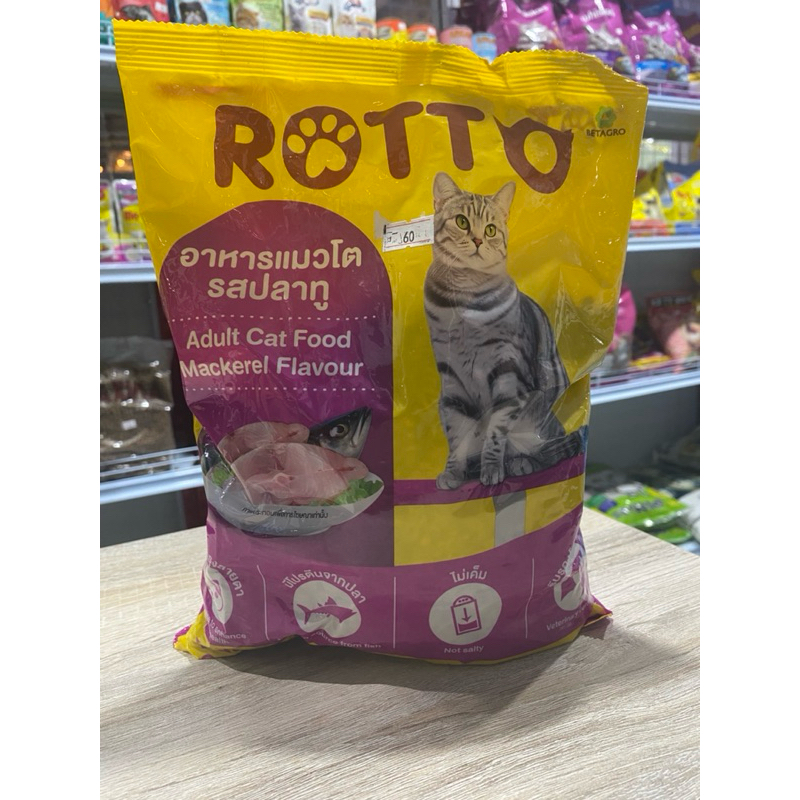 ROTTO
BETAGRO
60
อาหารแมวโต
รสปลาทู
Adult Cat Food
Mackerel Flavour
มีโปรตีนจากปลา
from fish
ไม่เค็ม
Not salty